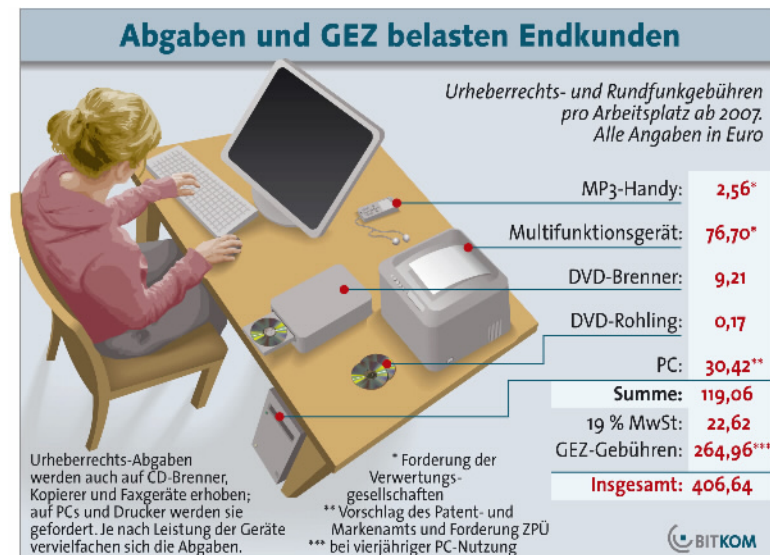 Abgaben und GEZ belasten Endkunden
Urheberrechts- und Rundfunkgebühren
pro Arbeitsplatz ab 2007.
Alle Angaben in Euro
MP3-Handy: 2,56*
Multifunktionsgerät: 76,70*
DVD-Brenner: 9,21
DVD-Rohling: 0,17
PC: 30,42**
Summe: 119,06
19 % MwSt: 22,62
GEZ-Gebühren: 264,96***
Insgesamt: 406,64
Urheberrechts-Abgaben
werden auch auf CD-Brenner,
Kopierer und Faxgeräte erhoben;
auf PCs und Drucker werden sie
gefordert. Je nach Leistung der Geräte
vervielfachen sich die Abgaben.
* Forderung der
Verwertungs-
gesellschaften
** Vorschlag des Patent- und
Markenamts und Forderung ZPÜ
*** bei vierjähriger PC-Nutzung
BITKOM